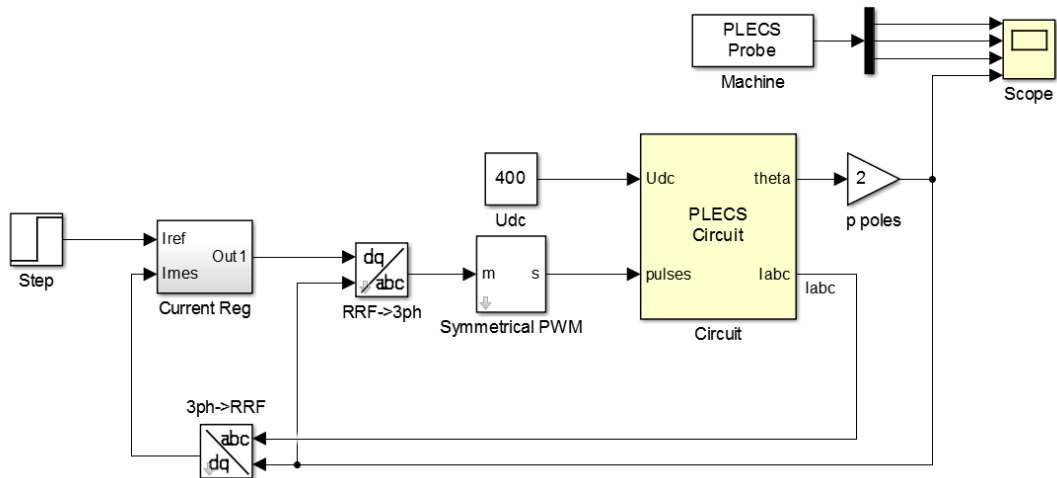 PLECS
Probe
Machine
Scope
400
Udc
Udc
theta
PLECS
Circuit
pulses
Iabc
Circuit
2
p poles
Iabc
Step
Iref
Imes
Out1
Current Reg
dq
abc
RRF->3ph
m
s
Symmetrical PWM
3ph->RRF
abc
dq